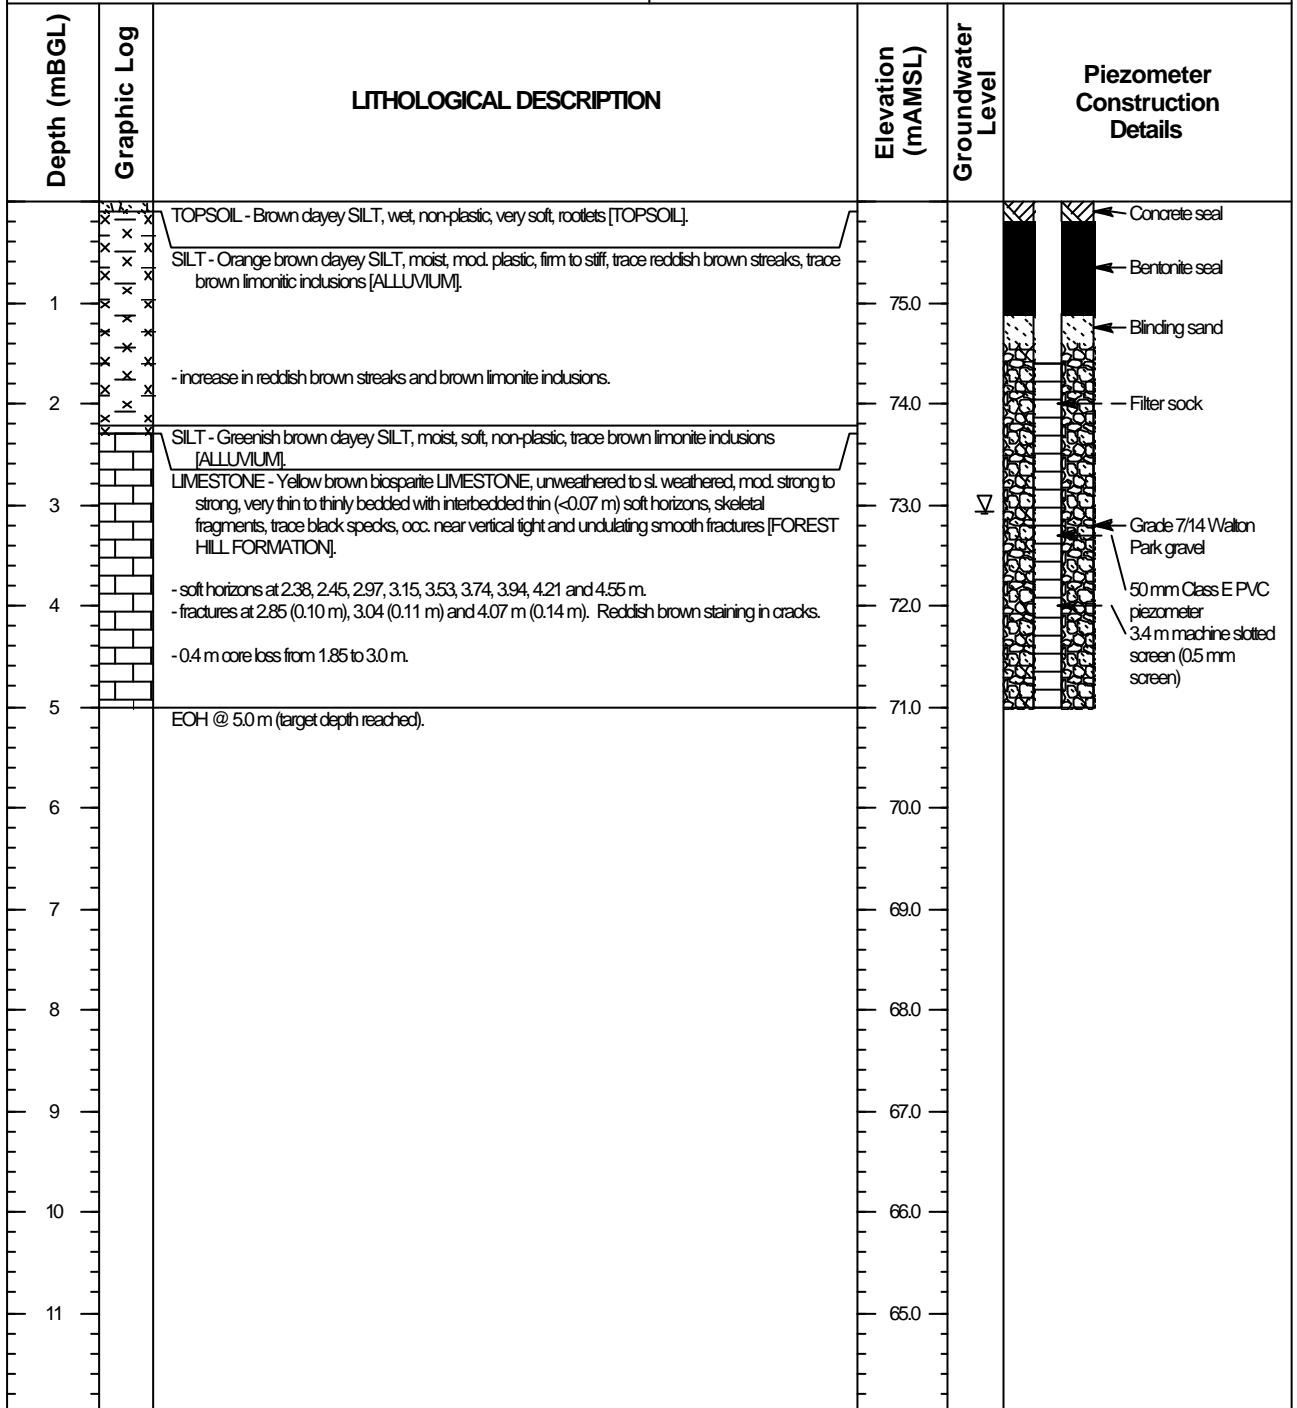 Depth (mBGL)
Graphic Log
LITHOLOGICAL DESCRIPTION
Elevation
(mAMSL)
Groundwater
Level
Piezometer
Construction
Details
TOPSOIL - Brown clayey SILT, wet, non-plastic, very soft, rootlets [TOPSOIL].
SILT - Orange brown clayey SILT, moist, mod. plastic, firm to stiff, trace reddish brown streaks, trace
brown limonitic inclusions [ALLUVIUM].
- increase in reddish brown streaks and brown limonite inclusions.
SILT - Greenish brown clayey SILT, moist, soft, non-plastic, trace brown limonite inclusions
[ALLUVIUM].
LIMESTONE - Yellow brown biosparite LIMESTONE, unweathered to sl. weathered, mod. strong to
strong, very thin to thinly bedded with interbedded thin (<0.07 m) soft horizons, skeletal
fragments, trace black specks, occ. near vertical tight and undulating smooth fractures [FOREST
HILL FORMATION].
- soft horizons at 2.38, 2.45, 2.97, 3.15, 3.53, 3.74, 3.94, 4.21 and 4.55 m.
- fractures at 2.85 (0.10 m), 3.04 (0.11 m) and 4.07 m (0.14 m). Reddish brown staining in cracks.
- 0.4 m core loss from 1.85 to 3.0 m.
EOH @ 5.0 m (target depth reached).
1
2
3
4
5
6
7
8
9
10
11
75.0
74.0
73.0
72.0
71.0
70.0
69.0
68.0
67.0
66.0
65.0
Concrete seal
Bentonite seal
Blinding sand
Filter sock
Grade 7/14 Walton
Park gravel
50 mm Class E PVC
piezometer
3.4 m machine slotted
screen (0.5 mm
screen)